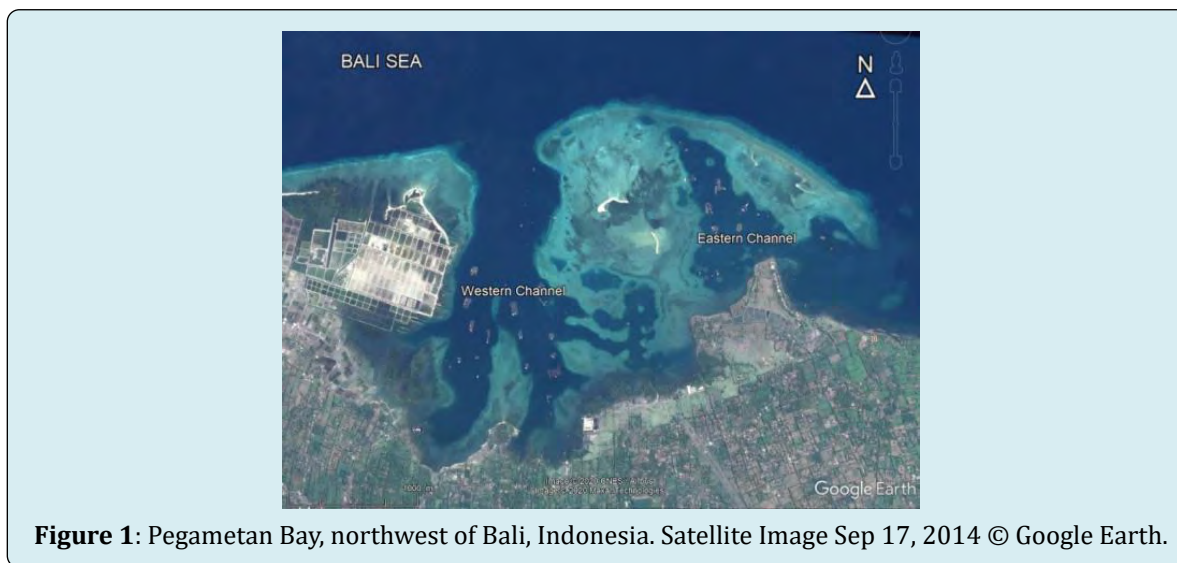 BALI SEA
N
Eastern Channel
Western Channel
Google Earth
Figure 1: Pegametan Bay, northwest of Bali, Indonesia. Satellite Image Sep 17, 2014 © Google Earth.